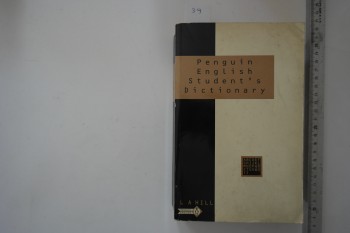 Penguin
English
Student's
Dictionary
L A HILL